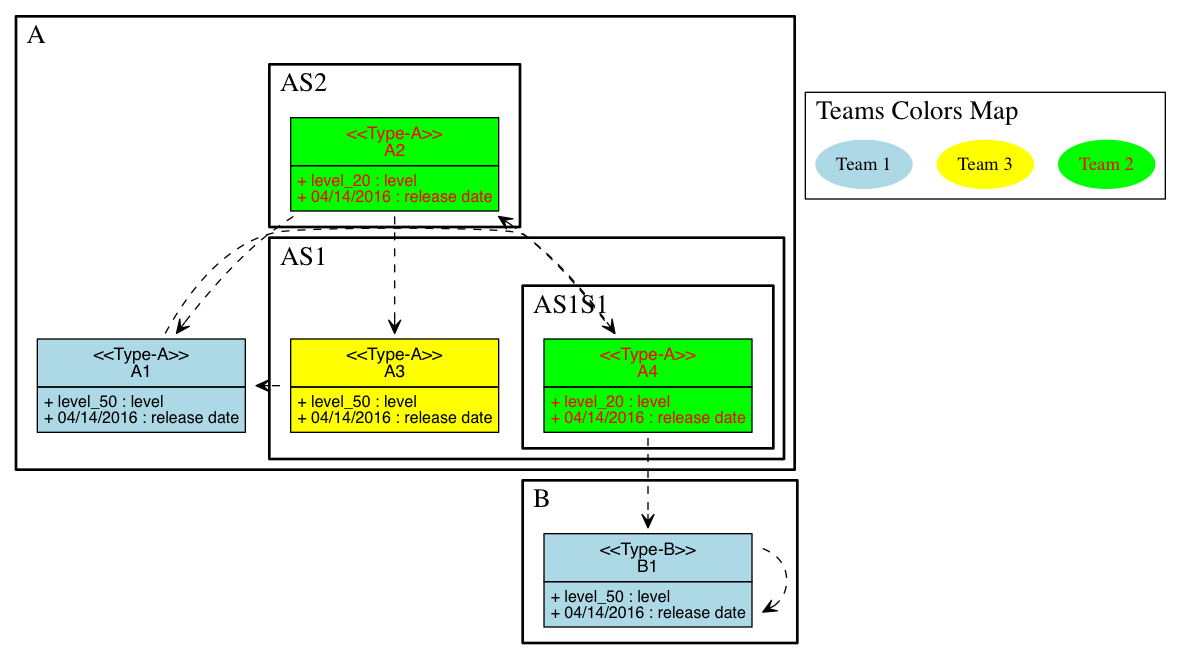 A
AS2
<<Type-A>>
A2
+ level_20 : level
+ 04/14/2016 : release date
Teams Colors Map
Team 1
Team 3
Team 2
AS1
AS1S1
<<Type-A>>
A1
+ level_50 : level
+ 04/14/2016 : release date
<<Type-A>>
A3
+ level_50 : level
+ 04/14/2016 : release date
<<Type-A>>
A4
+ level_20 : level
+ 04/14/2016 : release date
B
<<Type-B>>
B1
+ level_50 : level
+ 04/14/2016 : release date